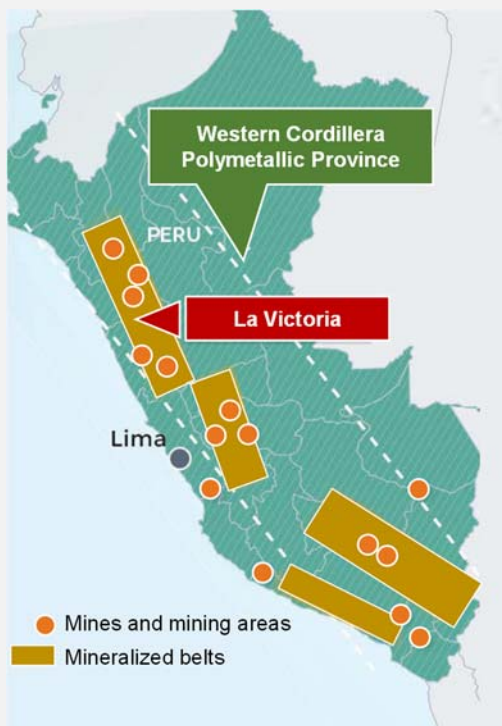 Western Cordillera
Polymetallic Province
PERU
La Victoria
Lima
Mines and mining areas
Mineralized belts